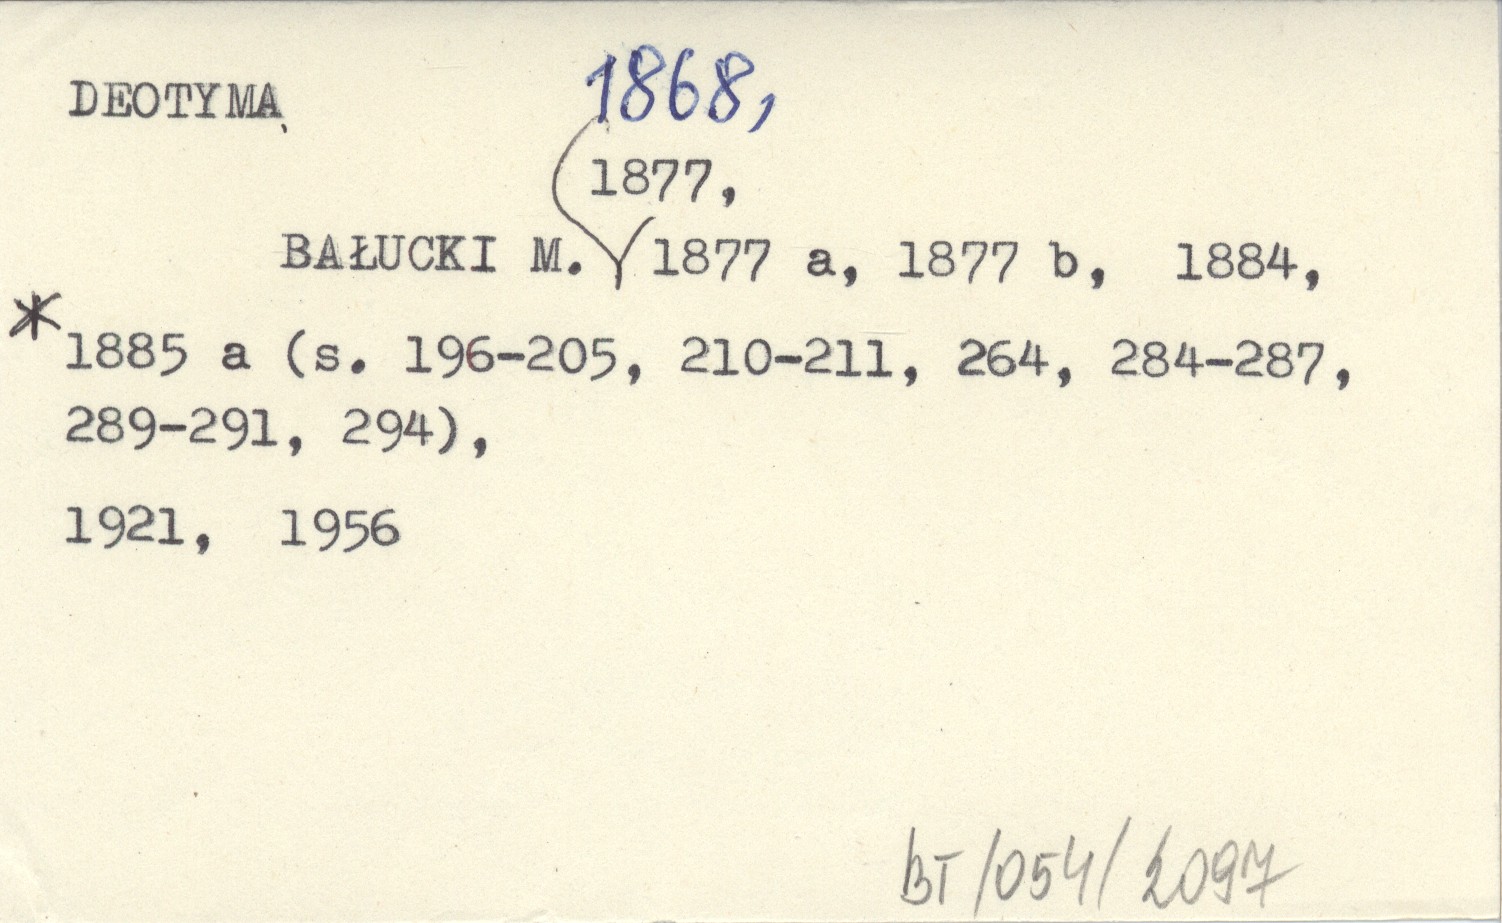 DEOTYMA
1868,
1877,
BAŁUCKI M. 1877 a, 1877 b, 1884,
* 1885 a (s. 196-205, 210-211, 264, 284-287,
289-291, 294),
1921, 1956
BT/054/2097